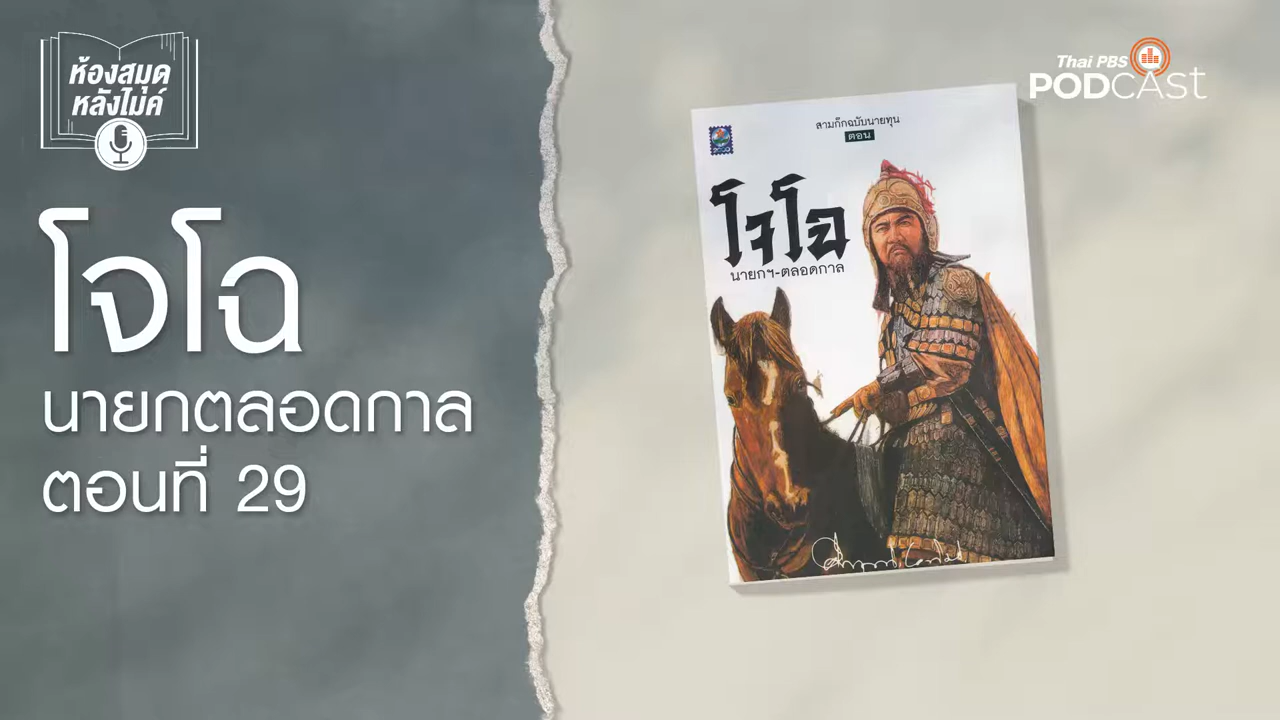 ห้องสมุด
หลังไมค์
โจโฉ
นายกตลอดกาล
ตอนที่ 29
Thai PBS
PODCAST
สามก๊กฉบับนายทุน
ตอน
โจโฉ
นายกฯ-ตลอดกาล